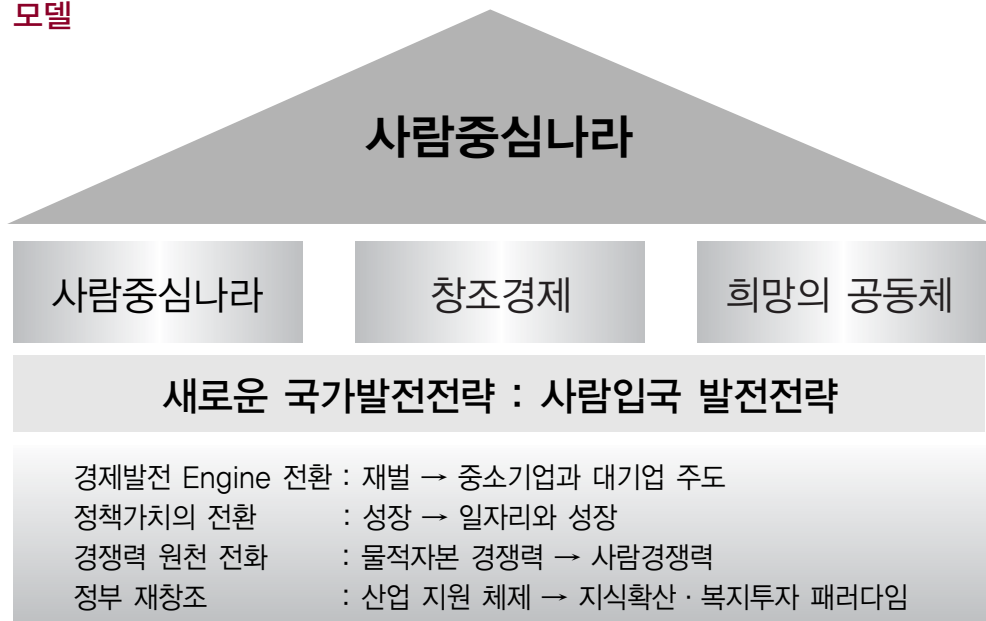 모델
사람중심나라
사람중심나라 창조경제 희망의 공동체
새로운 국가발전전략 : 사람입국 발전전략
경제발전 Engine 전환 : 재벌 → 중소기업과 대기업 주도
정책가치의 전환 : 성장 → 일자리와 성장
경쟁력 원천 전화 : 물적자본 경쟁력 → 사람경쟁력
정부 재창조 : 산업 지원 체제 → 지식확산 · 복지투자 패러다임